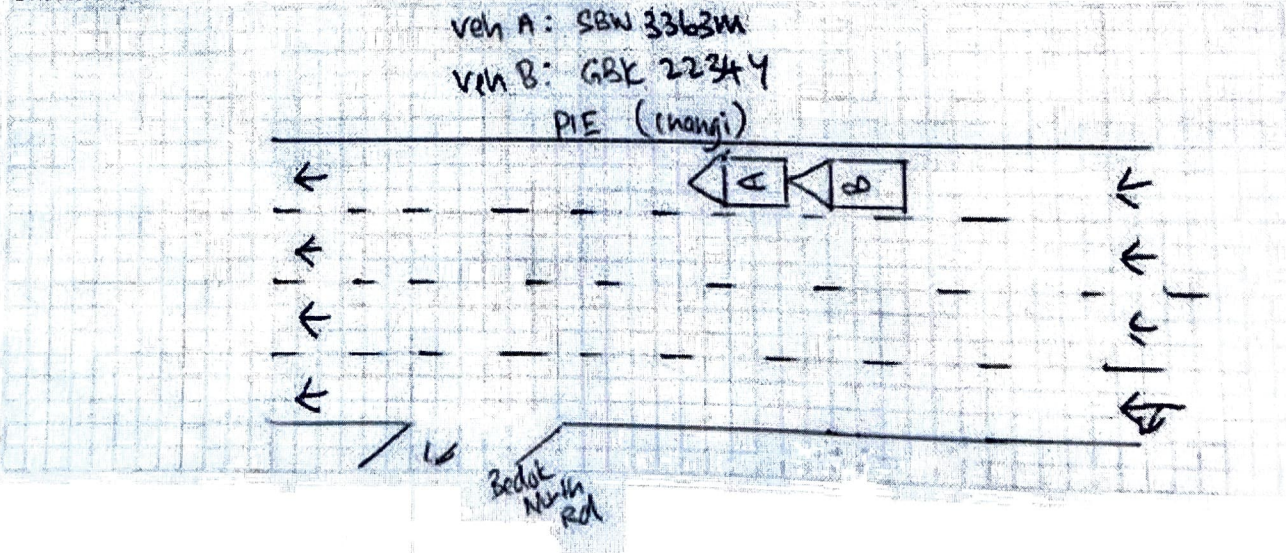 veh A: SBW 3363M
veh B: GBK 2234Y
PIE (changi)
A B
Bedok
North
Rd